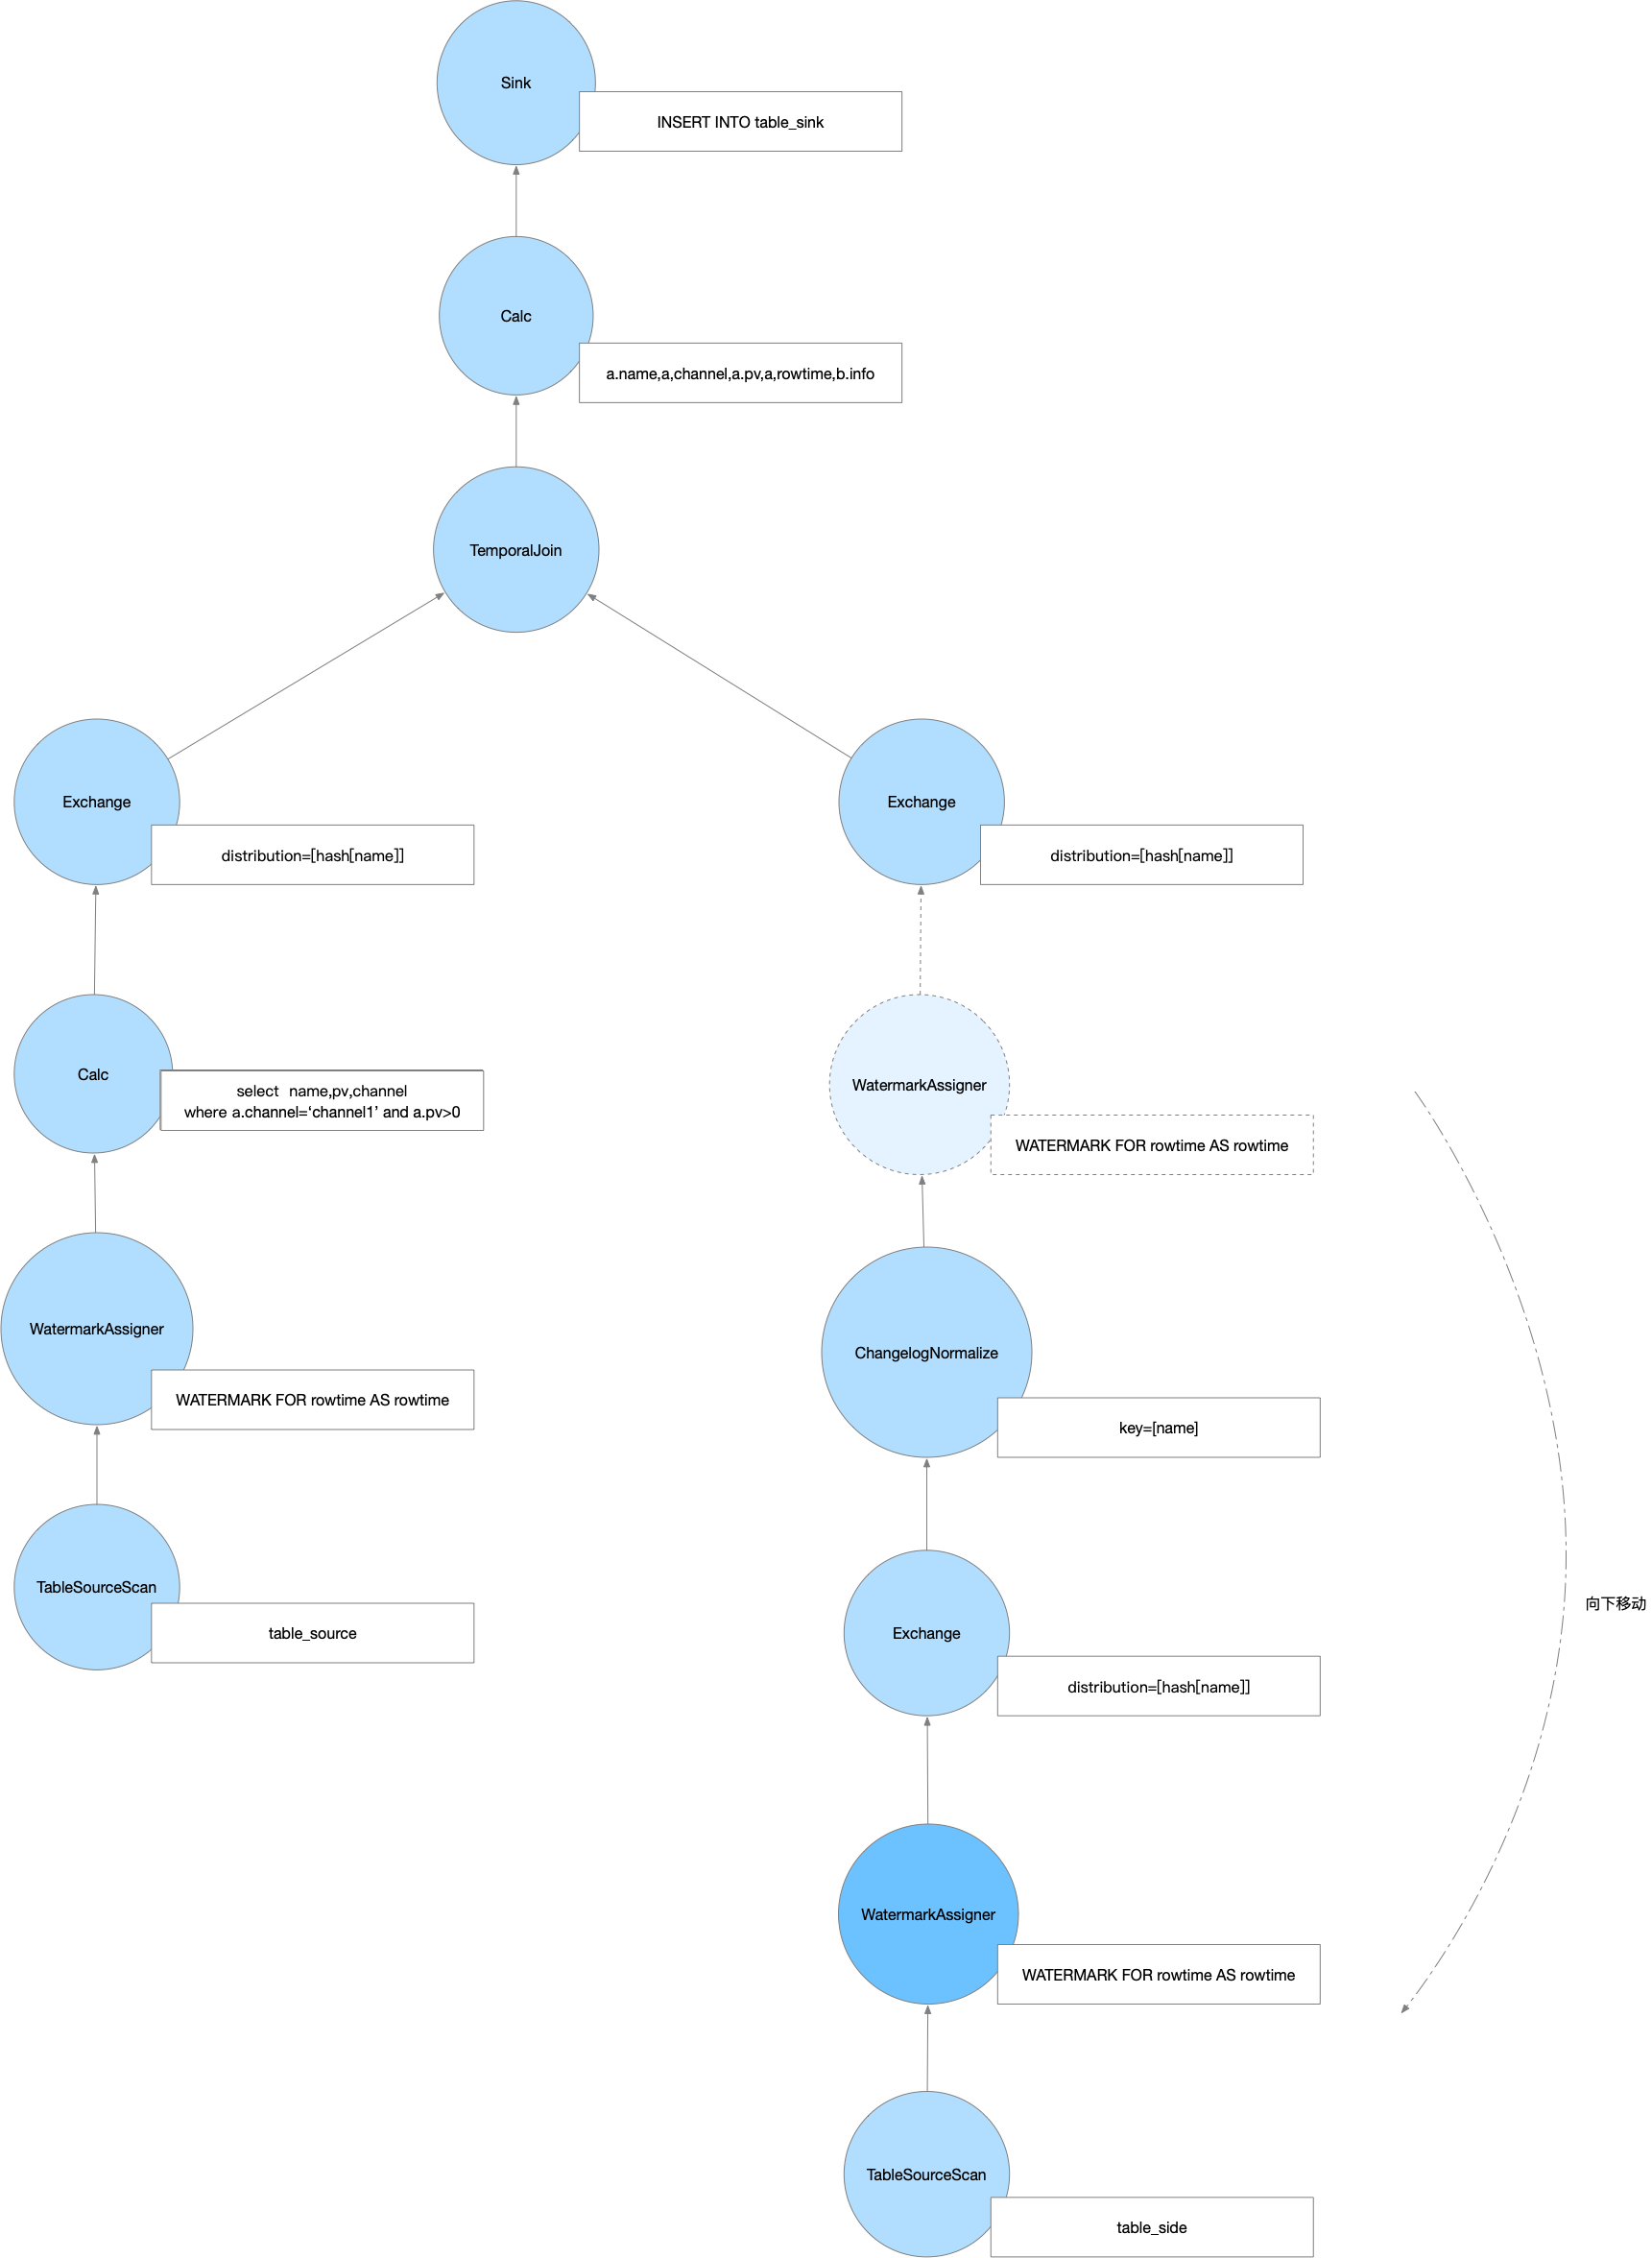 Sink
INSERT INTO table_sink
Calc
a.name,a,channel,a.pv,a,rowtime,b.info
TemporalJoin
Exchange
distribution=[hash[name]]
Exchange
distribution=[hash[name]]
Calc
select  name,pv,channel
where a.channel=‘channel1’ and a.pv>0
WatermarkAssigner
WATERMARK FOR rowtime AS rowtime
WatermarkAssigner
WATERMARK FOR rowtime AS rowtime
ChangelogNormalize
key=[name]
TableSourceScan
table_source
向下移动
Exchange
distribution=[hash[name]]
WatermarkAssigner
WATERMARK FOR rowtime AS rowtime
TableSourceScan
table_side